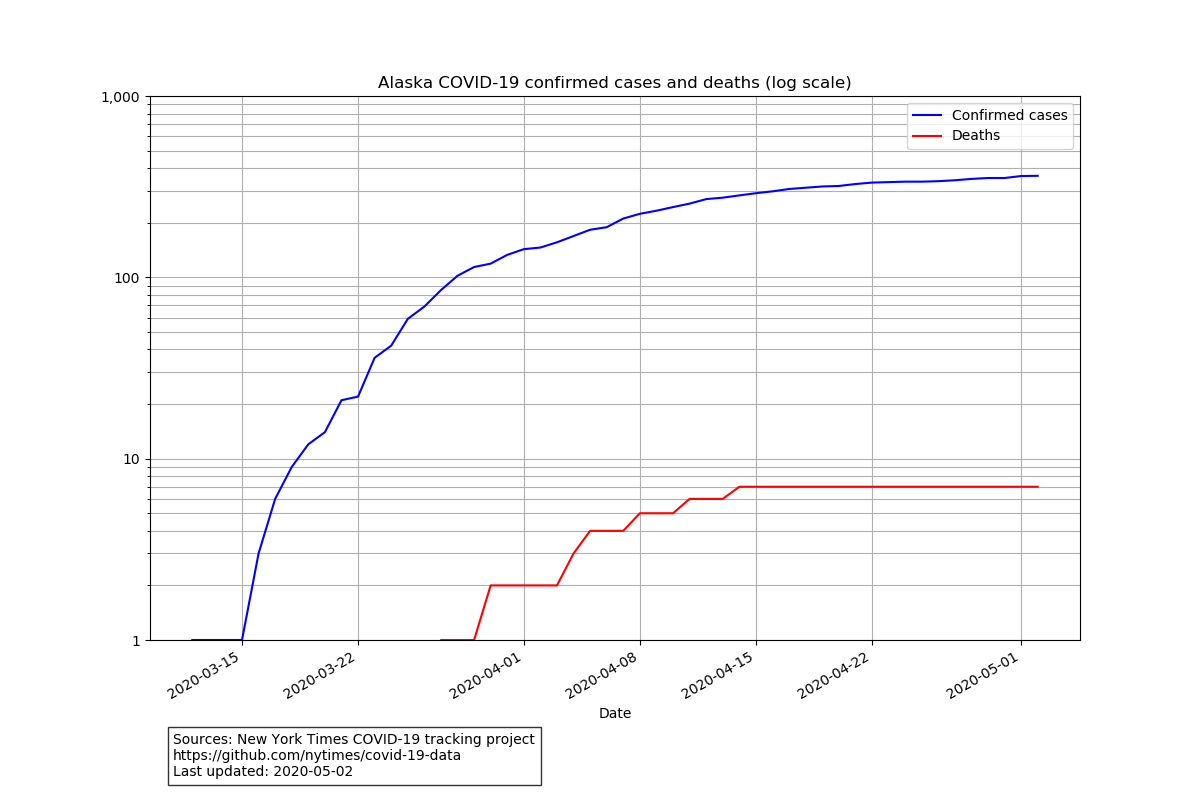 Alaska COVID-19 confirmed cases and deaths (log scale)
1,000
100
10
1
Confirmed cases
Deaths
2020-03-15
2020-03-22
2020-04-01
2020-04-08
2020-04-15
2020-04-22
2020-05-01
Date
Sources: New York Times COVID-19 tracking project
https://github.com/nytimes/covid-19-data
Last updated: 2020-05-02